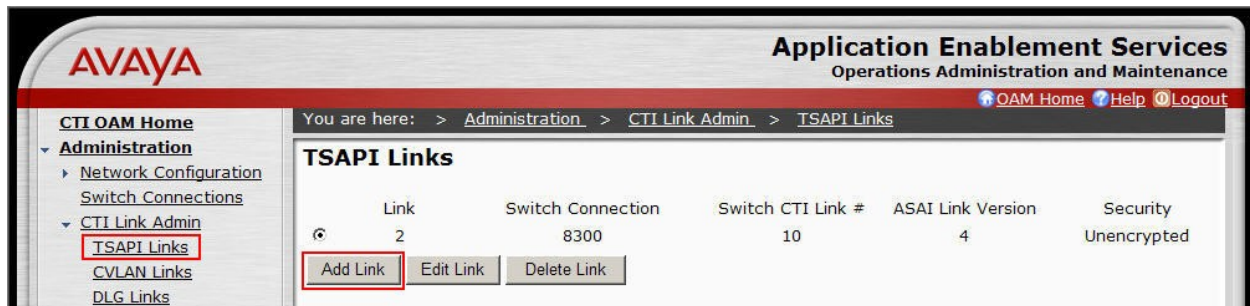 AVAYA
Application Enablement Services
Operations Administration and Maintenance
OAM Home Help Logout
CTI OAM Home
Administration
Network Configuration
Switch Connections
CTI Link Admin
TSAPI Links
CVLAN Links
DLG Links
You are here: > Administration > CTI Link Admin > TSAPI Links
TSAPI Links
Link Switch Connection Switch CTI Link # ASAI Link Version Security
2 8300 10 4 Unencrypted
Add Link Edit Link Delete Link